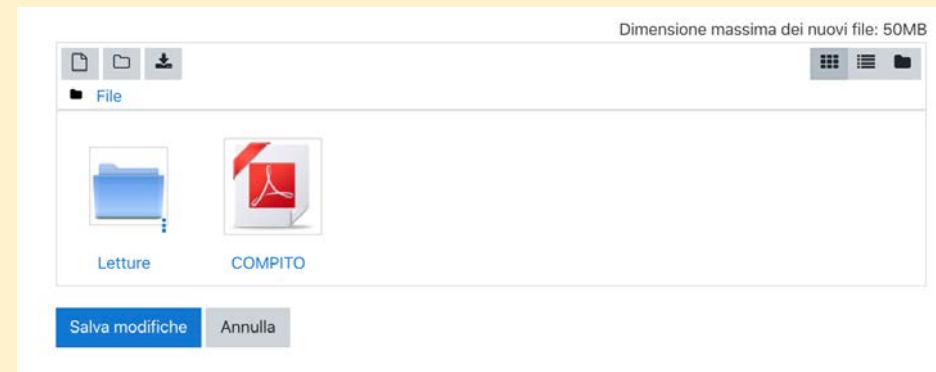 Dimensione massima dei nuovi file: 50MB
File
Letture
COMPITO
Salva modifiche
Annulla